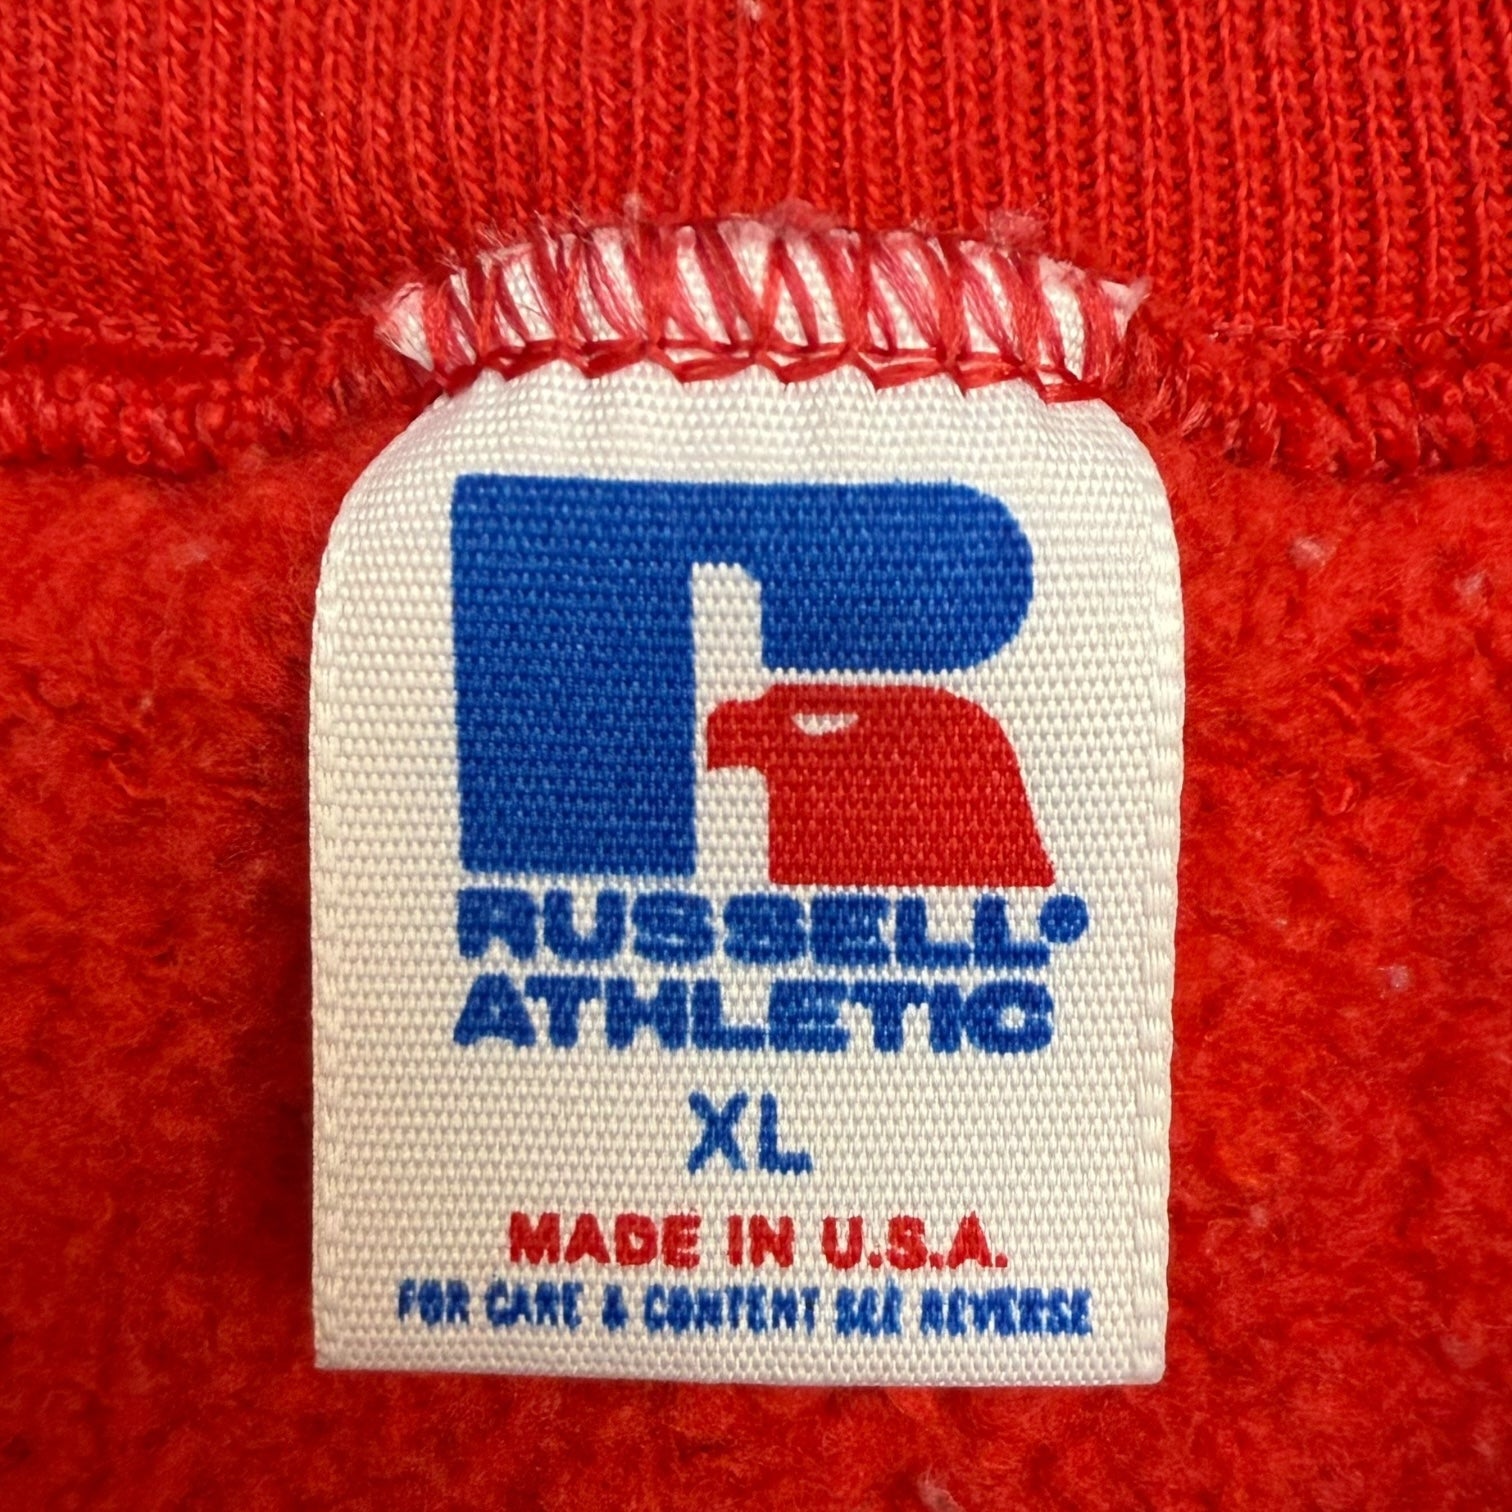 RUSSELL®
ATHLETIC
XL
MADE IN U.S.A.
FOR CARE & CONTENT SEE REVERSE